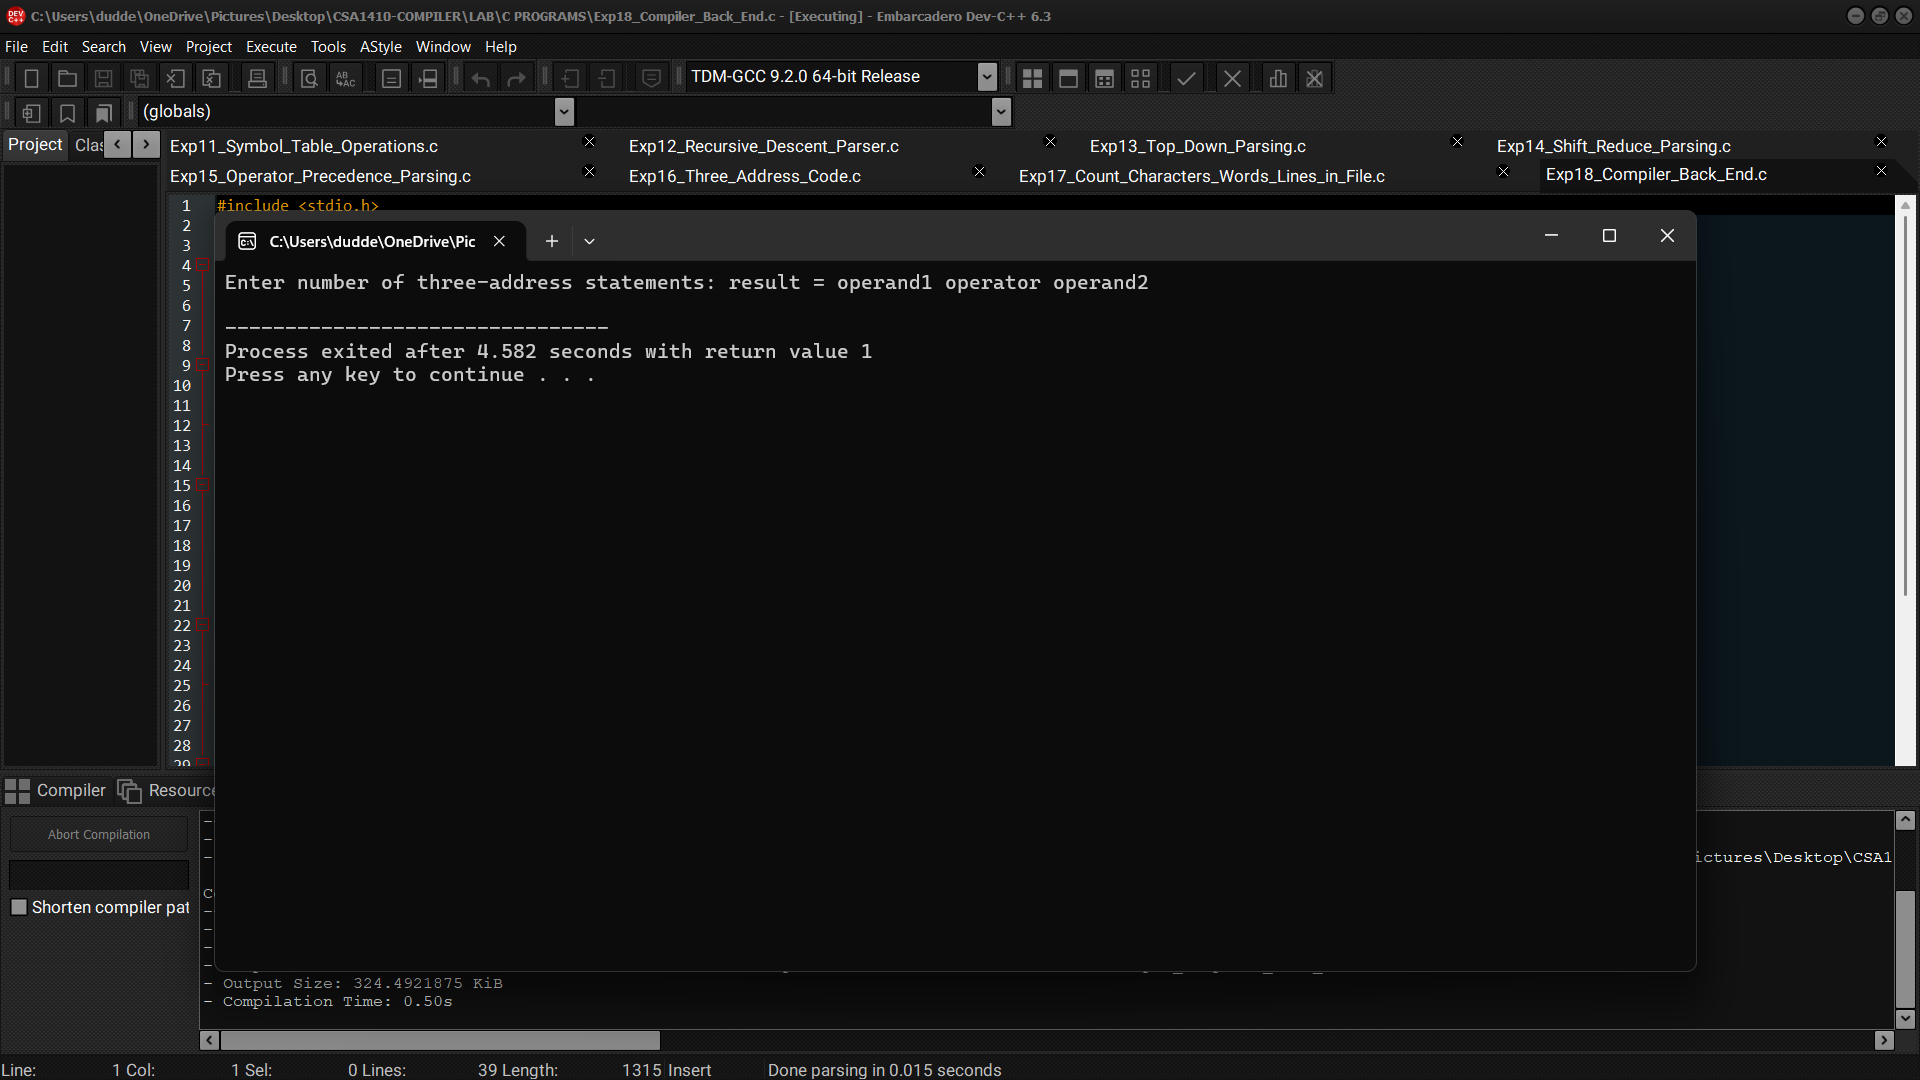 C:\Users\dudde\OneDrive\Pictures\Desktop\CSA1410-COMPILER\LAB\C PROGRAMS\Exp18_Compiler_Back_End.c - [Executing] - Embarcadero Dev-C++ 6.3
File Edit Search View Project Execute Tools AStyle Window Help
TDM-GCC 9.2.0 64-bit Release
(globals)
Project Clas
Exp11_Symbol_Table_Operations.c Exp12_Recursive_Descent_Parser.c Exp13_Top_Down_Parsing.c Exp14_Shift_Reduce_Parsing.c
Exp15_Operator_Precedence_Parsing.c Exp16_Three_Address_Code.c Exp17_Count_Characters_Words_Lines_in_File.c Exp18_Compiler_Back_End.c
1 #include <stdio.h>
2
3
4
5
6
7
8
9
10
11
12
13
14
15
16
17
18
19
20
21
22
23
24
25
26
27
28
29
C:\Users\dudde\OneDrive\Pic
Enter number of three-address statements: result = operand1 operator operand2
--------------------------------
Process exited after 4.582 seconds with return value 1
Press any key to continue . . .
Compiler Resource
Abort Compilation
Shorten compiler pat
ictures\Desktop\CSA1
- Output Size: 324.4921875 KiB
- Compilation Time: 0.50s
Line: 1 Col: 1 Sel: 0 Lines: 39 Length: 1315 Insert Done parsing in 0.015 seconds